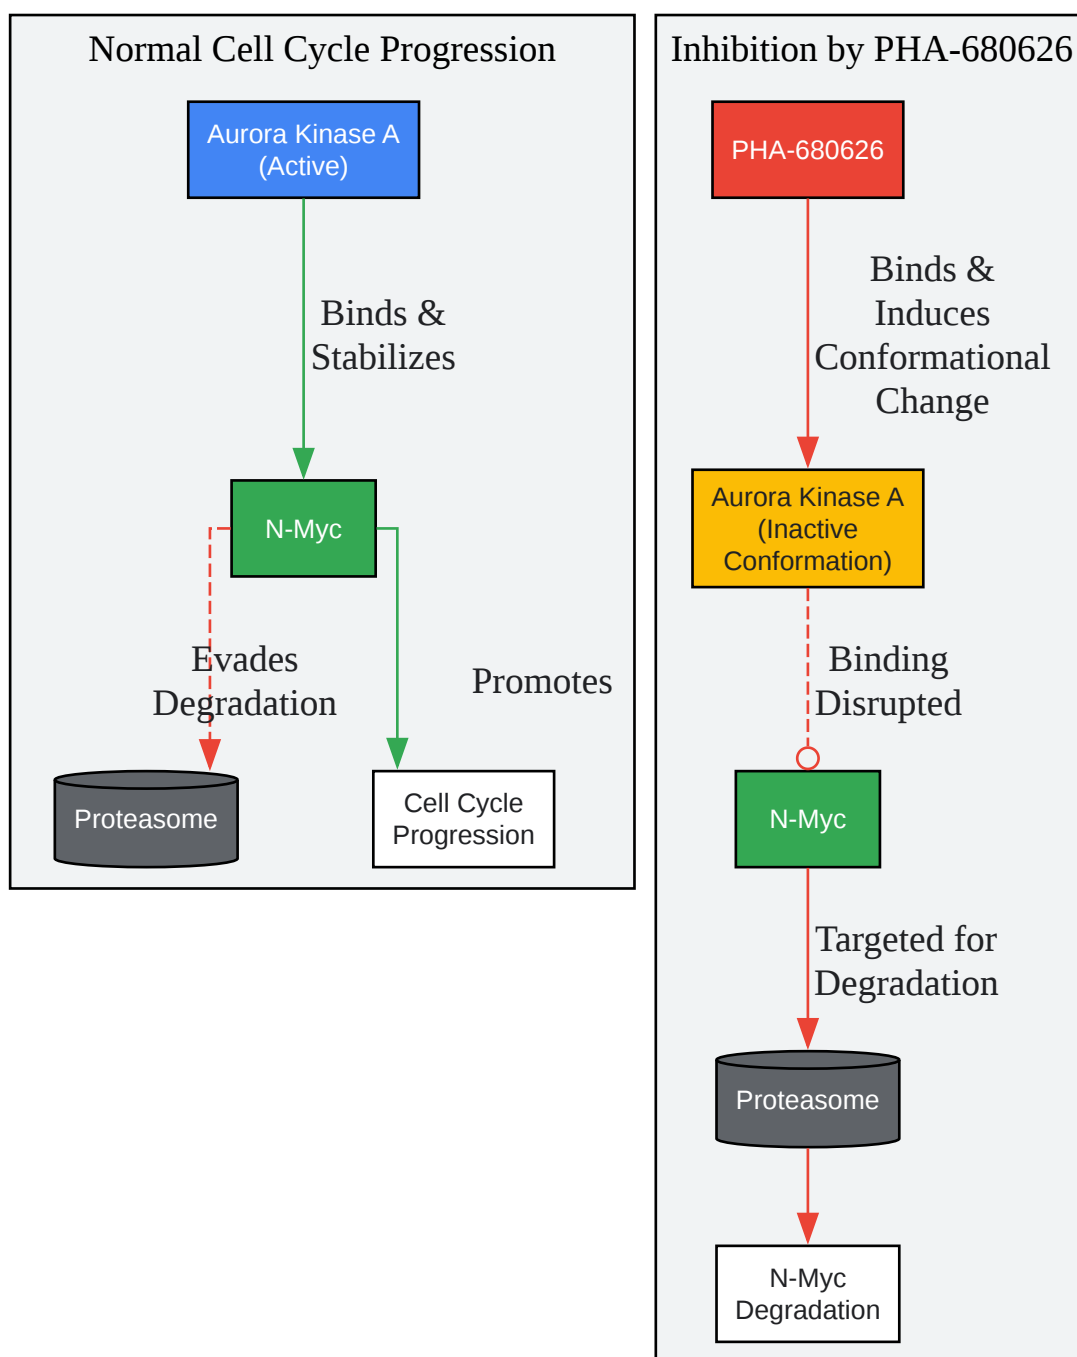 Normal Cell Cycle Progression
Aurora Kinase A
(Active)
Binds &
Stabilizes
N-Myc
Evades
Degradation
Promotes
Proteasome
Cell Cycle
Progression
Inhibition by PHA-680626
PHA-680626
Binds &
Induces
Conformational
Change
Aurora Kinase A
(Inactive
Conformation)
Binding
Disrupted
N-Myc
Targeted for
Degradation
Proteasome
N-Myc
Degradation